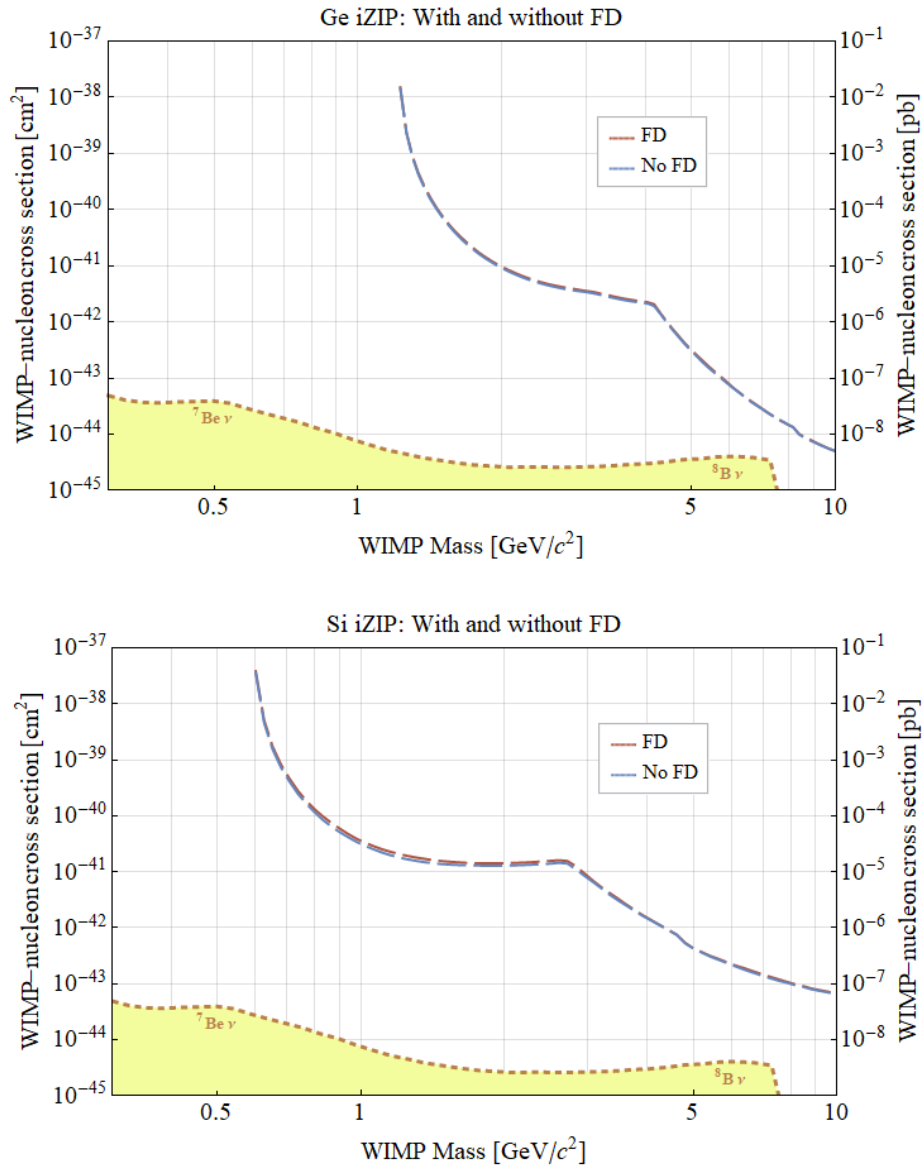 Ge iZIP: With and without FD
10⁻³⁷
10⁻³⁸
10⁻³⁹
10⁻⁴⁰
10⁻⁴¹
10⁻⁴²
10⁻⁴³
10⁻⁴⁴
10⁻⁴⁵
WIMP–nucleon cross section [cm²]
FD
No FD
⁷Be ν
⁸B ν
10⁻¹
10⁻²
10⁻³
10⁻⁴
10⁻⁵
10⁻⁶
10⁻⁷
10⁻⁸
WIMP–nucleon cross section [pb]
0.5 1 5 10
WIMP Mass [GeV/c²]
Si iZIP: With and without FD
10⁻³⁷
10⁻³⁸
10⁻³⁹
10⁻⁴⁰
10⁻⁴¹
10⁻⁴²
10⁻⁴³
10⁻⁴⁴
10⁻⁴⁵
WIMP–nucleon cross section [cm²]
FD
No FD
⁷Be ν
⁸B ν
10⁻¹
10⁻²
10⁻³
10⁻⁴
10⁻⁵
10⁻⁶
10⁻⁷
10⁻⁸
WIMP–nucleon cross section [pb]
0.5 1 5 10
WIMP Mass [GeV/c²]